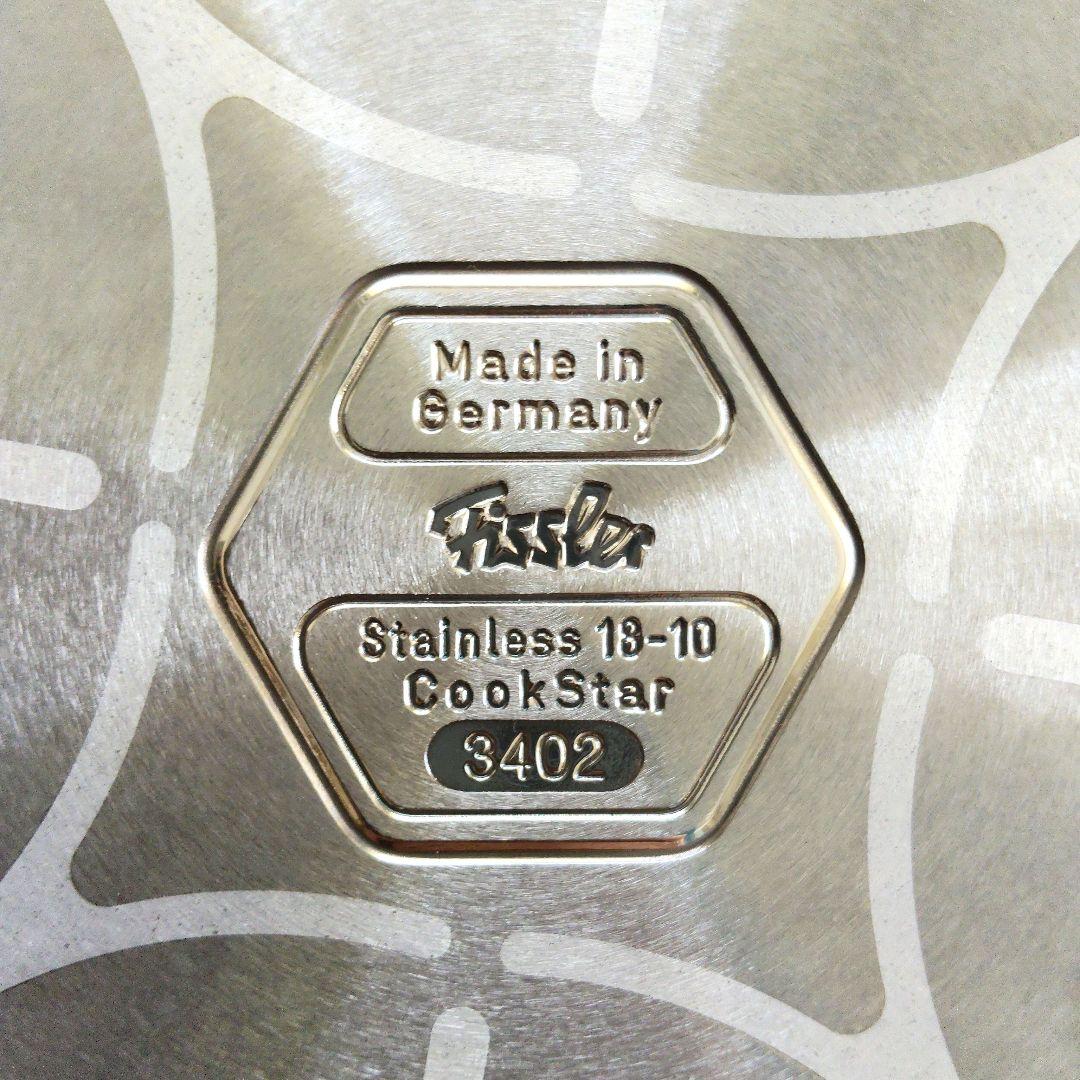 Made in
Germany
Fissler
Stainless 18-10
CookStar
3402